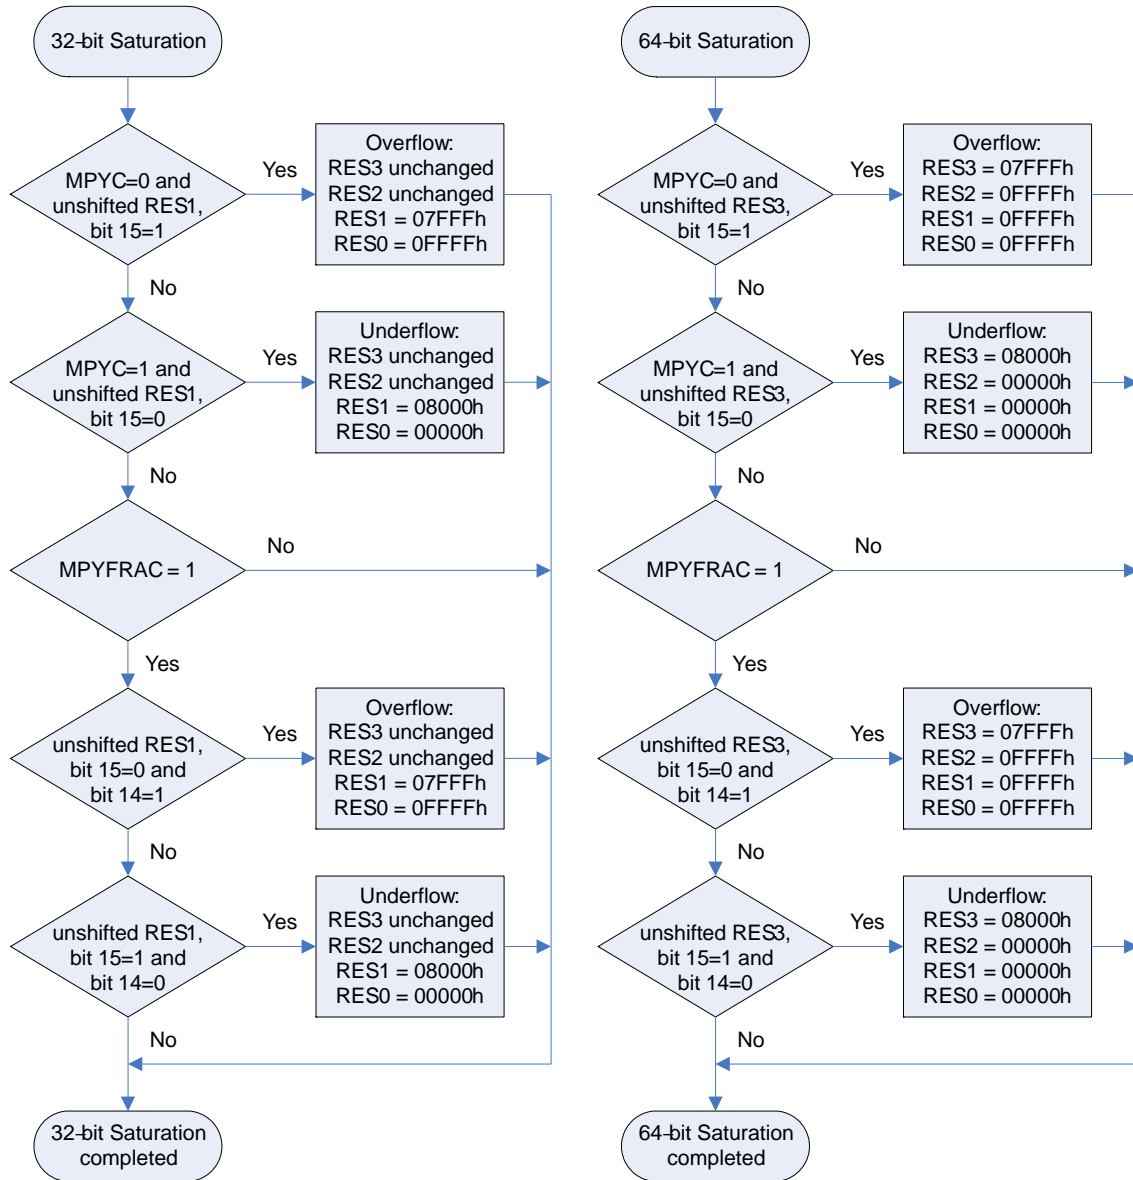 32-bit Saturation
MPYC=0 and
unshifted RES1,
bit 15=1
Yes
Overflow:
RES3 unchanged
RES2 unchanged
RES1 = 07FFFh
RES0 = 0FFFFh
No
MPYC=1 and
unshifted RES1,
bit 15=0
Yes
Underflow:
RES3 unchanged
RES2 unchanged
RES1 = 08000h
RES0 = 00000h
No
MPYFRAC = 1
No
Yes
unshifted RES1,
bit 15=0 and
bit 14=1
Yes
Overflow:
RES3 unchanged
RES2 unchanged
RES1 = 07FFFh
RES0 = 0FFFFh
No
unshifted RES1,
bit 15=1 and
bit 14=0
Yes
Underflow:
RES3 unchanged
RES2 unchanged
RES1 = 08000h
RES0 = 00000h
No
32-bit Saturation
completed
64-bit Saturation
MPYC=0 and
unshifted RES3,
bit 15=1
Yes
Overflow:
RES3 = 07FFFh
RES2 = 0FFFFh
RES1 = 0FFFFh
RES0 = 0FFFFh
No
MPYC=1 and
unshifted RES3,
bit 15=0
Yes
Underflow:
RES3 = 08000h
RES2 = 00000h
RES1 = 00000h
RES0 = 00000h
No
MPYFRAC = 1
No
Yes
unshifted RES3,
bit 15=0 and
bit 14=1
Yes
Overflow:
RES3 = 07FFFh
RES2 = 0FFFFh
RES1 = 0FFFFh
RES0 = 0FFFFh
No
unshifted RES3,
bit 15=1 and
bit 14=0
Yes
Underflow:
RES3 = 08000h
RES2 = 00000h
RES1 = 00000h
RES0 = 00000h
No
64-bit Saturation
completed